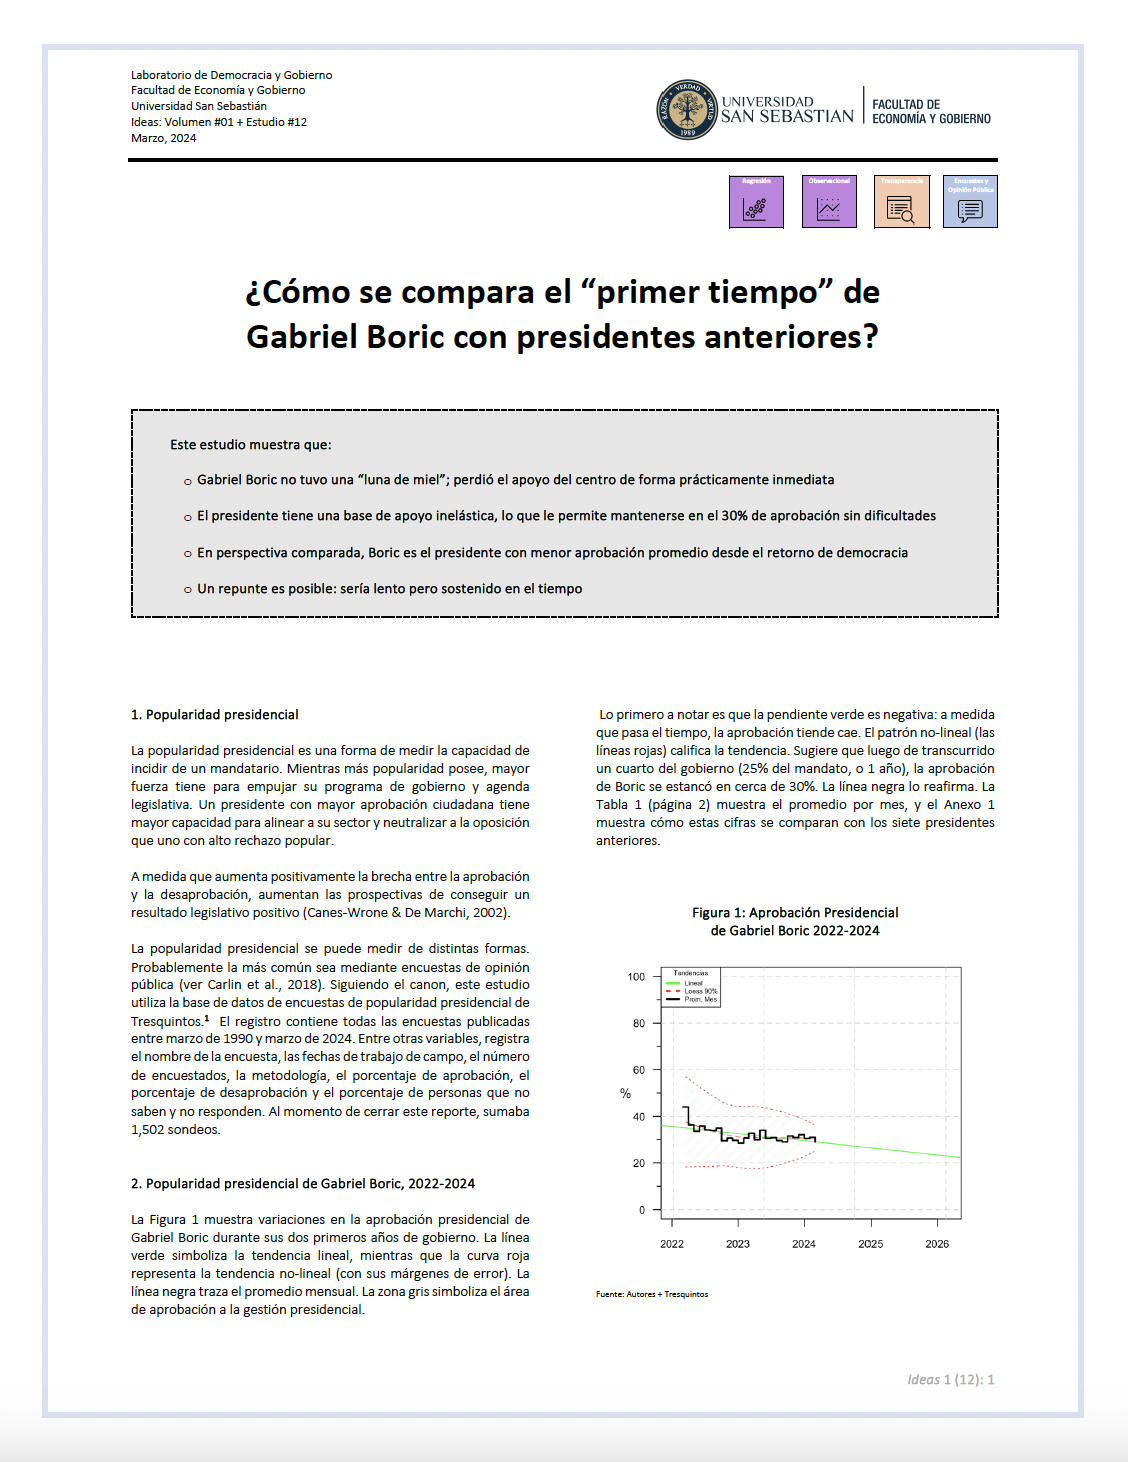 Laboratorio de Democracia y Gobierno
Facultad de Economía y Gobierno
Universidad San Sebastián
Ideas: Volumen #01 + Estudio #12
Marzo, 2024
RAZÓN • VERDAD • VIRTUD
1989
UNIVERSIDAD
SAN SEBASTIAN
FACULTAD DE
ECONOMÍA Y GOBIERNO
Regresión
Observacional
Transparencia
Encuestas y
Opinión Pública
¿Cómo se compara el “primer tiempo” de
Gabriel Boric con presidentes anteriores?
Este estudio muestra que:
o Gabriel Boric no tuvo una “luna de miel”; perdió el apoyo del centro de forma prácticamente inmediata
o El presidente tiene una base de apoyo inelástica, lo que le permite mantenerse en el 30% de aprobación sin dificultades
o En perspectiva comparada, Boric es el presidente con menor aprobación promedio desde el retorno de democracia
o Un repunte es posible: sería lento pero sostenido en el tiempo
1. Popularidad presidencial
La popularidad presidencial es una forma de medir la capacidad de
incidir de un mandatario. Mientras más popularidad posee, mayor
fuerza tiene para empujar su programa de gobierno y agenda
legislativa. Un presidente con mayor aprobación ciudadana tiene
mayor capacidad para alinear a su sector y neutralizar a la oposición
que uno con alto rechazo popular.
A medida que aumenta positivamente la brecha entre la aprobación
y la desaprobación, aumentan las prospectivas de conseguir un
resultado legislativo positivo (Canes-Wrone & De Marchi, 2002).
La popularidad presidencial se puede medir de distintas formas.
Probablemente la más común sea mediante encuestas de opinión
pública (ver Carlin et al., 2018). Siguiendo el canon, este estudio
utiliza la base de datos de encuestas de popularidad presidencial de
Tresquintos.1 El registro contiene todas las encuestas publicadas
entre marzo de 1990 y marzo de 2024. Entre otras variables, registra
el nombre de la encuesta, las fechas de trabajo de campo, el número
de encuestados, la metodología, el porcentaje de aprobación, el
porcentaje de desaprobación y el porcentaje de personas que no
saben y no responden. Al momento de cerrar este reporte, sumaba
1,502 sondeos.
2. Popularidad presidencial de Gabriel Boric, 2022-2024
La Figura 1 muestra variaciones en la aprobación presidencial de
Gabriel Boric durante sus dos primeros años de gobierno. La línea
verde simboliza la tendencia lineal, mientras que la curva roja
representa la tendencia no-lineal (con sus márgenes de error). La
línea negra traza el promedio mensual. La zona gris simboliza el área
de aprobación a la gestión presidencial.
Lo primero a notar es que la pendiente verde es negativa: a medida
que pasa el tiempo, la aprobación tiende cae. El patrón no-lineal (las
líneas rojas) califica la tendencia. Sugiere que luego de transcurrido
un cuarto del gobierno (25% del mandato, o 1 año), la aprobación
de Boric se estancó en cerca de 30%. La línea negra lo reafirma. La
Tabla 1 (página 2) muestra el promedio por mes, y el Anexo 1
muestra cómo estas cifras se comparan con los siete presidentes
anteriores.
Figura 1: Aprobación Presidencial
de Gabriel Boric 2022-2024
Tendencias
Lineal
Loess 90%
Prom. Mes
100
80
60
%
40
20
0
2022 2023 2024 2025 2026
Fuente: Autores + Tresquintos
Ideas 1 (12): 1